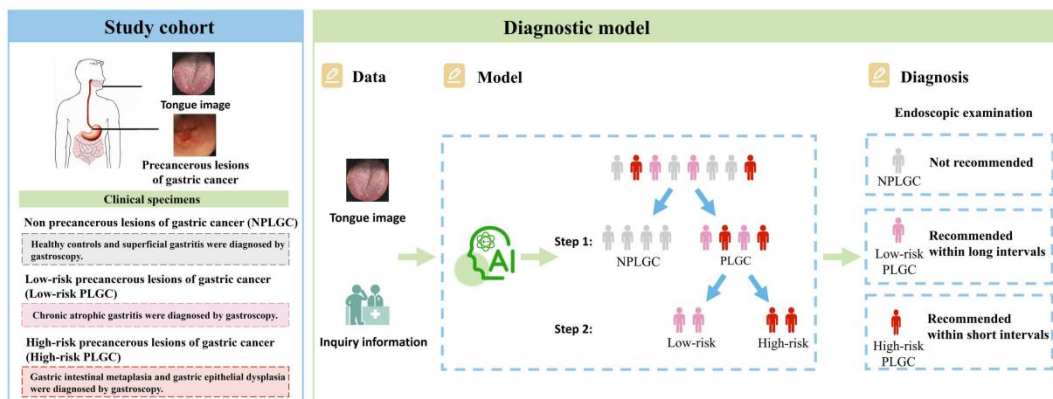 Study cohort
Tongue image
Precancerous lesions
of gastric cancer
Clinical specimens
Non precancerous lesions of gastric cancer (NPLGC)
Healthy controls and superficial gastritis were diagnosed by
gastroscopy.
Low-risk precancerous lesions of gastric cancer
(Low-risk PLGC)
Chronic atrophic gastritis were diagnosed by gastroscopy.
High-risk precancerous lesions of gastric cancer
(High-risk PLGC)
Gastric intestinal metaplasia and gastric epithelial dysplasia
were diagnosed by gastroscopy.
Diagnostic model
Data
Tongue image
Inquiry information
Model
AI
Step 1:
NPLGC
PLGC
Step 2:
Low-risk
High-risk
Diagnosis
Endoscopic examination
NPLGC
Not recommended
Low-risk
PLGC
Recommended
within long intervals
High-risk
PLGC
Recommended
within short intervals